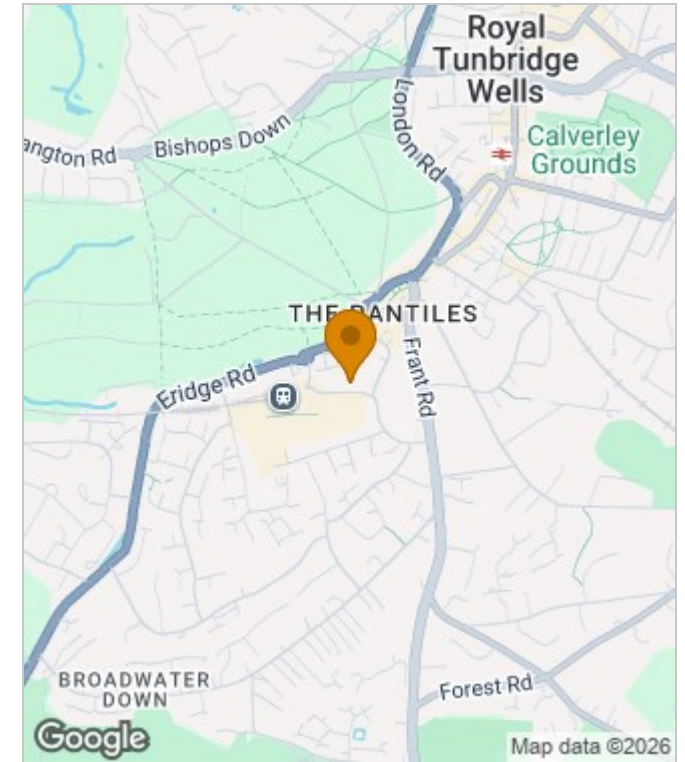 Royal
Tunbridge
Wells
London Rd
Calverley
Grounds
Bishops Down
angton Rd
THE PANTILES
Eridge Rd
Frant Rd
BROADWATER
DOWN
Forest Rd
Google
Map data ©2026